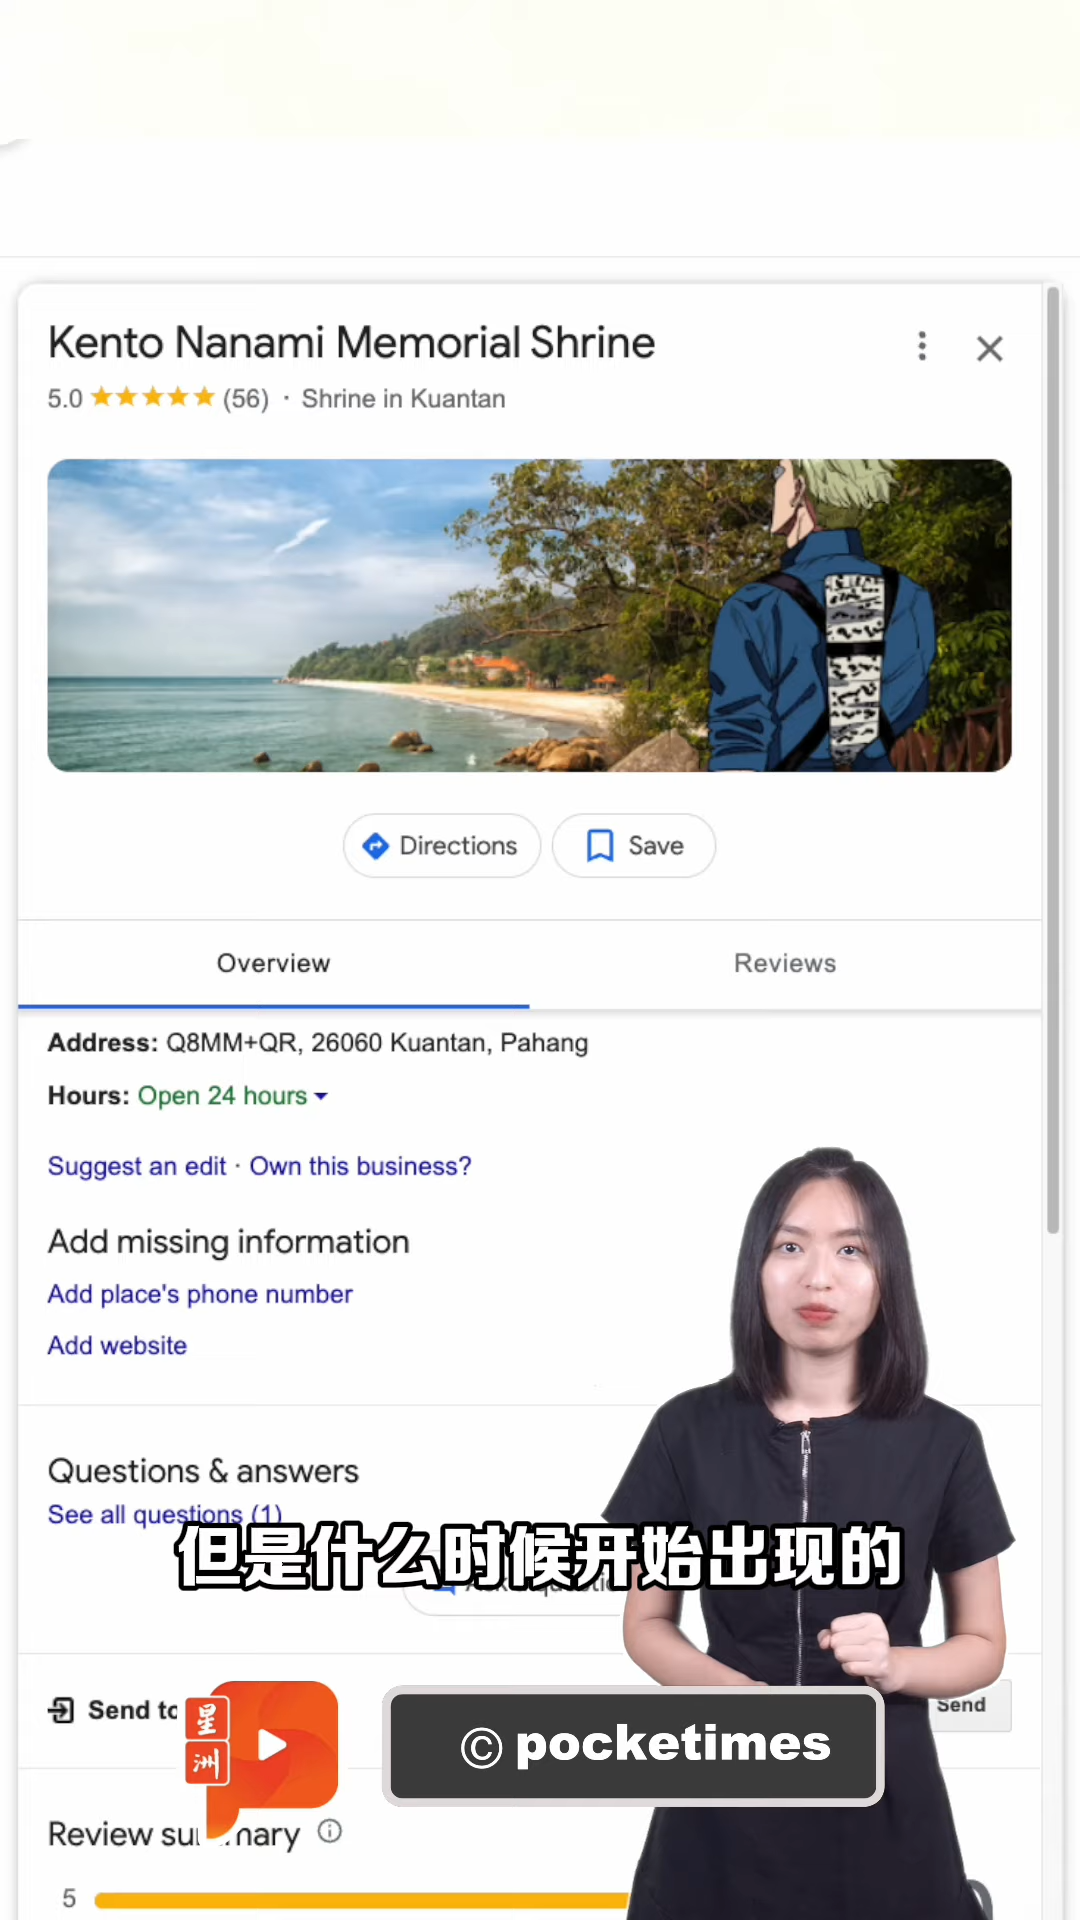 Kento Nanami Memorial Shrine
5.0 ★★★★★ (56) · Shrine in Kuantan
Directions
Save
Overview
Reviews
Address: Q8MM+QR, 26060 Kuantan, Pahang
Hours: Open 24 hours
Suggest an edit · Own this business?
Add missing information
Add place's phone number
Add website
Questions & answers
See all questions (1)
但是什么时候开始出现的
Send to
Send
星洲
© pocketimes
Review
5